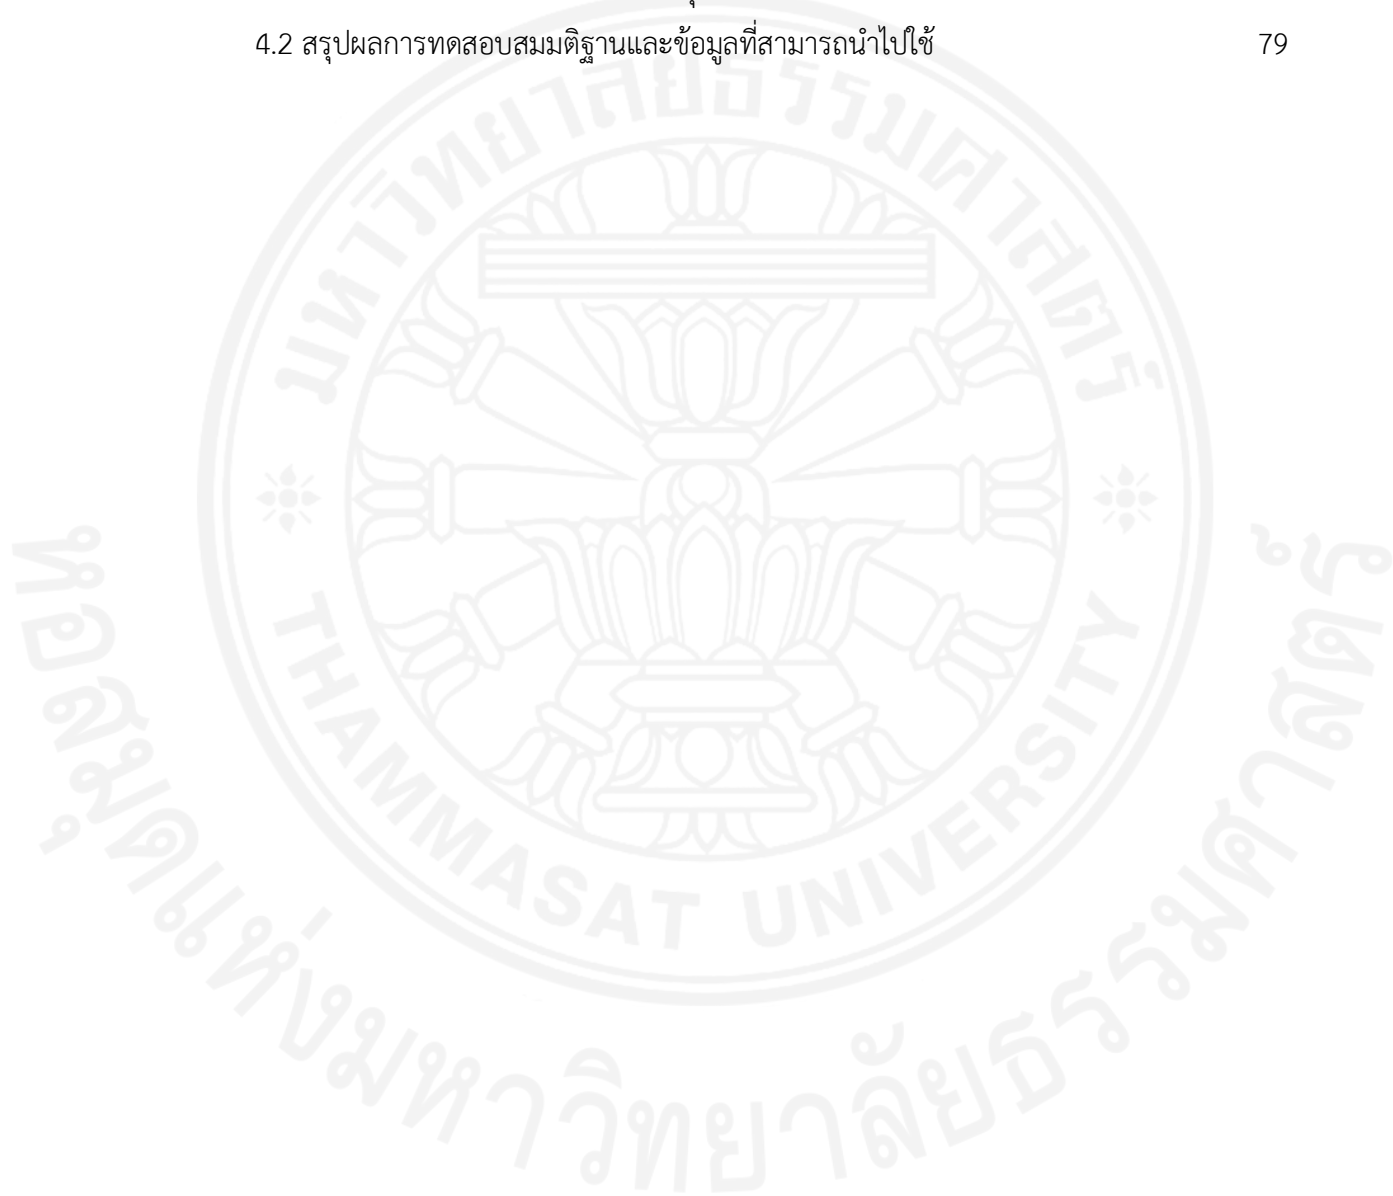 4.2 สรุปผลการทดสอบสมมติฐานและข้อมูลที่สามารถนำไปใช้ 79
มหาวิทยาลัยธรรมศาสตร์
THAMMASAT UNIVERSITY
หอสมุดแห่งมหาวิทยาลัยธรรมศาสตร์